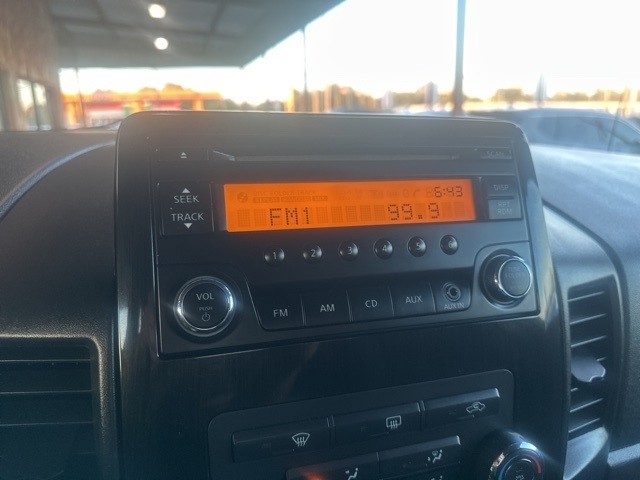 SCAN
SEEK
TRACK
6:43
FM1 99.9
DISP
1 2 3 4 5 6
VOL
PUSH
FM AM CD AUX
AUX IN